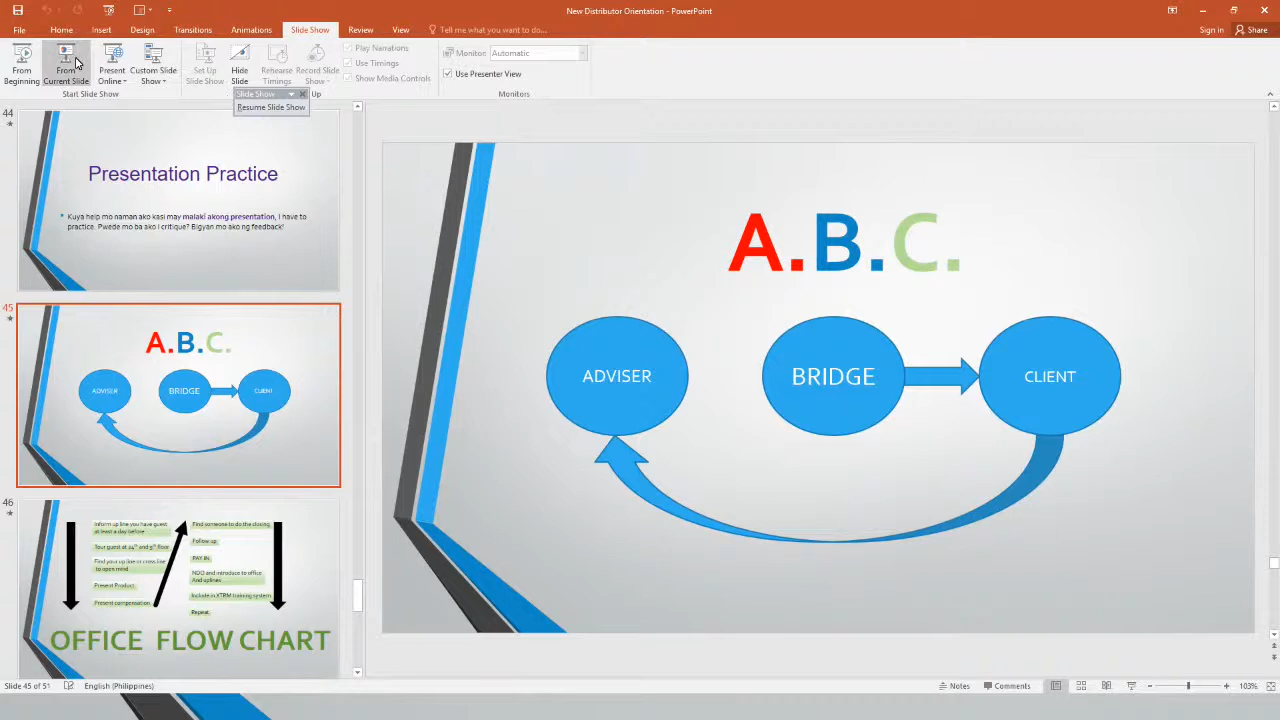 New Distributor Orientation - PowerPoint
File Home Insert Design Transitions Animations Slide Show Review View Tell me what you want to do... Sign in Share
From Beginning
From Current Slide
Present Online
Custom Slide Show
Set Up Slide Show
Hide Slide
Rehearse Timings
Record Slide Show
Play Narrations
Use Timings
Show Media Controls
Monitor: Automatic
Use Presenter View
Start Slide Show
Up
Monitors
Slide Show
Resume Slide Show
44
Presentation Practice
Kuya help mo naman ako kasi may malaki akong presentation, I have to
practice. Pwede mo ba ako i critique? Bigyan mo ako ng feedback!
45
A.B.C.
ADVISER BRIDGE CLIENT
46
Inform up line you have guest
at least a day before
Tour guest at 24th and 5th floor
Find your up line or cross line
to open mind
Present Product
Present compensation
Find someone to do the closing
Follow up
PAY IN
NDO and introduce to office
And uplines
Include in XTRM training system
Repeat
OFFICE FLOW CHART
A.B.C.
ADVISER BRIDGE CLIENT
Slide 45 of 51 English (Philippines) Notes Comments 103%